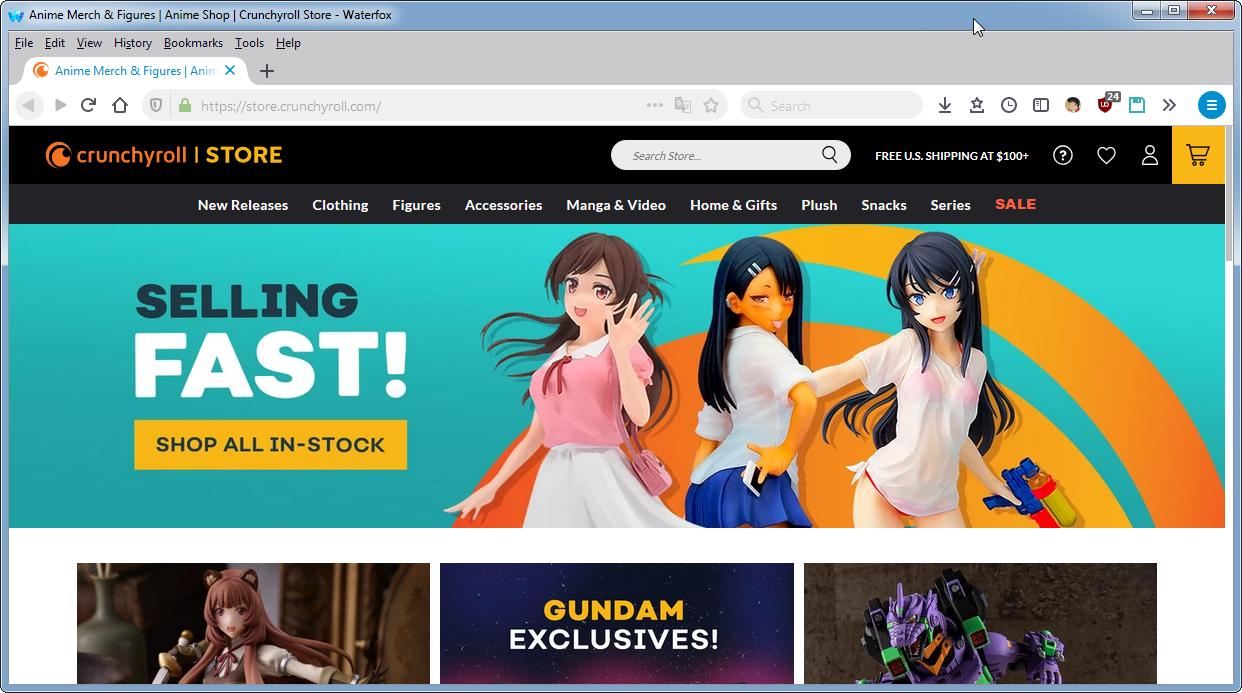 Anime Merch & Figures | Anime Shop | Crunchyroll Store - Waterfox
File Edit View History Bookmarks Tools Help
Anime Merch & Figures | Anim
https://store.crunchyroll.com/
Search
UO
24
crunchyroll | STORE
Search Store...
FREE U.S. SHIPPING AT $100+
New Releases Clothing Figures Accessories Manga & Video Home & Gifts Plush Snacks Series SALE
SELLING
FAST!
SHOP ALL IN-STOCK
GUNDAM
EXCLUSIVES!